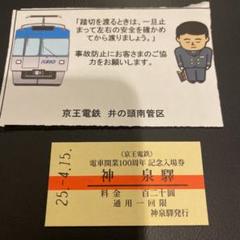 「踏切を渡るときは、一旦止
まって左右の安全を確かめ
てから渡りましょう。」
事故防止にお客さまのご協
力をお願いします。
京王電鉄 井の頭南管区
25.-4.15.
《京王電鉄》
電車開業100周年 記念入場券
神泉驛
料金 百二十圓
通用一回限
神泉驛発行